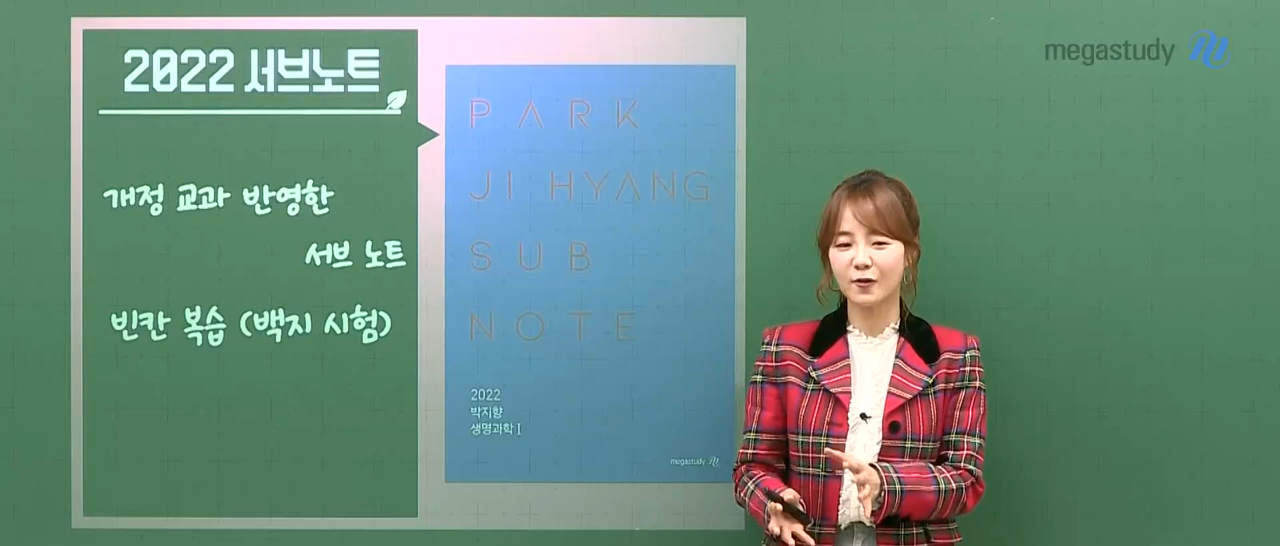 2022 서브노트
개정 교과 반영한
서브 노트
빈칸 복습 (백지 시험)
PARK
JI HYANG
SUB
NOTE
2022
박지향
생명과학 I
megastudy
megastudy